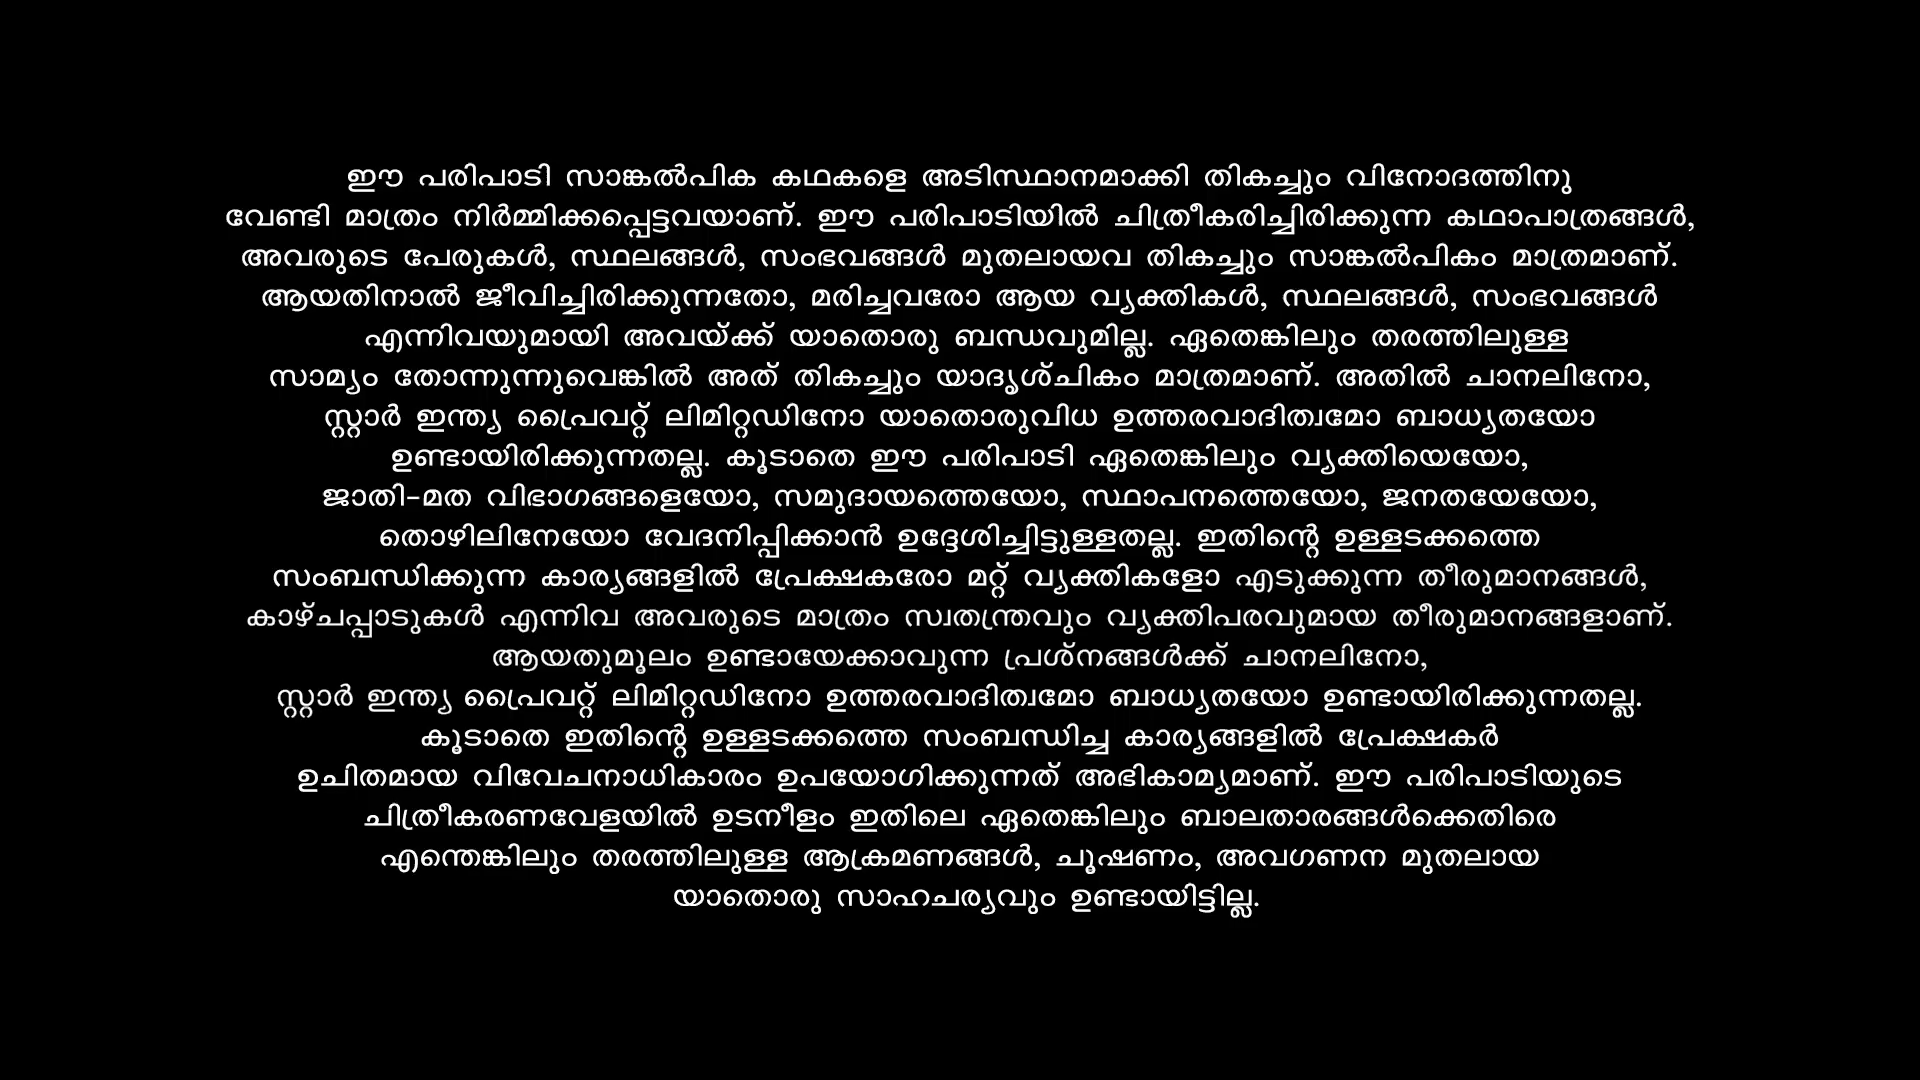 ഈ പരിപാടി സാങ്കൽപിക കഥകളെ അടിസ്ഥാനമാക്കി തികച്ചും വിനോദത്തിനു
വേണ്ടി മാത്രം നിർമ്മിക്കപ്പെട്ടവയാണ്. ഈ പരിപാടിയിൽ ചിത്രീകരിച്ചിരിക്കുന്ന കഥാപാത്രങ്ങൾ,
അവരുടെ പേരുകൾ, സ്ഥലങ്ങൾ, സംഭവങ്ങൾ മുതലായവ തികച്ചും സാങ്കൽപികം മാത്രമാണ്.
ആയതിനാൽ ജീവിച്ചിരിക്കുന്നതോ, മരിച്ചവരോ ആയ വ്യക്തികൾ, സ്ഥലങ്ങൾ, സംഭവങ്ങൾ
എന്നിവയുമായി അവയ്ക്ക് യാതൊരു ബന്ധവുമില്ല. ഏതെങ്കിലും തരത്തിലുള്ള
സാമ്യം തോന്നുന്നുവെങ്കിൽ അത് തികച്ചും യാദൃശ്ചികം മാത്രമാണ്. അതിൽ ചാനലിനോ,
സ്റ്റാർ ഇന്ത്യ പ്രൈവറ്റ് ലിമിറ്റഡിനോ യാതൊരുവിധ ഉത്തരവാദിത്വമോ ബാധ്യതയോ
ഉണ്ടായിരിക്കുന്നതല്ല. കൂടാതെ ഈ പരിപാടി ഏതെങ്കിലും വ്യക്തിയെയോ,
ജാതി-മത വിഭാഗങ്ങളെയോ, സമുദായത്തെയോ, സ്ഥാപനത്തെയോ, ജനതയേയോ,
തൊഴിലിനേയോ വേദനിപ്പിക്കാൻ ഉദ്ദേശിച്ചിട്ടുള്ളതല്ല. ഇതിന്റെ ഉള്ളടക്കത്തെ
സംബന്ധിക്കുന്ന കാര്യങ്ങളിൽ പ്രേക്ഷകരോ മറ്റ് വ്യക്തികളോ എടുക്കുന്ന തീരുമാനങ്ങൾ,
കാഴ്ചപ്പാടുകൾ എന്നിവ അവരുടെ മാത്രം സ്വതന്ത്രവും വ്യക്തിപരവുമായ തീരുമാനങ്ങളാണ്.
ആയതുമൂലം ഉണ്ടായേക്കാവുന്ന പ്രശ്നങ്ങൾക്ക് ചാനലിനോ,
സ്റ്റാർ ഇന്ത്യ പ്രൈവറ്റ് ലിമിറ്റഡിനോ ഉത്തരവാദിത്വമോ ബാധ്യതയോ ഉണ്ടായിരിക്കുന്നതല്ല.
കൂടാതെ ഇതിന്റെ ഉള്ളടക്കത്തെ സംബന്ധിച്ച കാര്യങ്ങളിൽ പ്രേക്ഷകർ
ഉചിതമായ വിവേചനാധികാരം ഉപയോഗിക്കുന്നത് അഭികാമ്യമാണ്. ഈ പരിപാടിയുടെ
ചിത്രീകരണവേളയിൽ ഉടനീളം ഇതിലെ ഏതെങ്കിലും ബാലതാരങ്ങൾക്കെതിരെ
എന്തെങ്കിലും തരത്തിലുള്ള ആക്രമണങ്ങൾ, ചൂഷണം, അവഗണന മുതലായ
യാതൊരു സാഹചര്യവും ഉണ്ടായിട്ടില്ല.